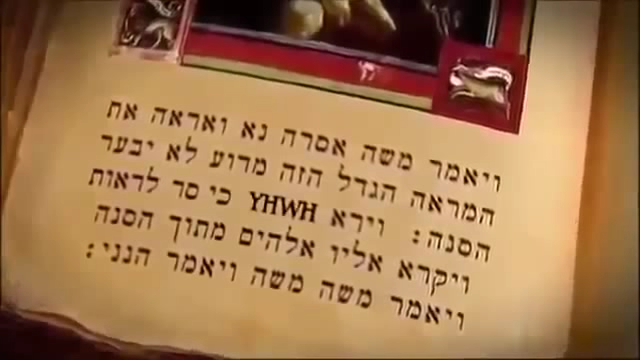 ויאמר משה אסרה נא ואראה את
המראה הגדל הזה מדוע לא יבער
הסנה: וירא YHWH כי סר לראות
ויקרא אליו אלהים מתוך הסנה
ויאמר משה משה ויאמר הנני: